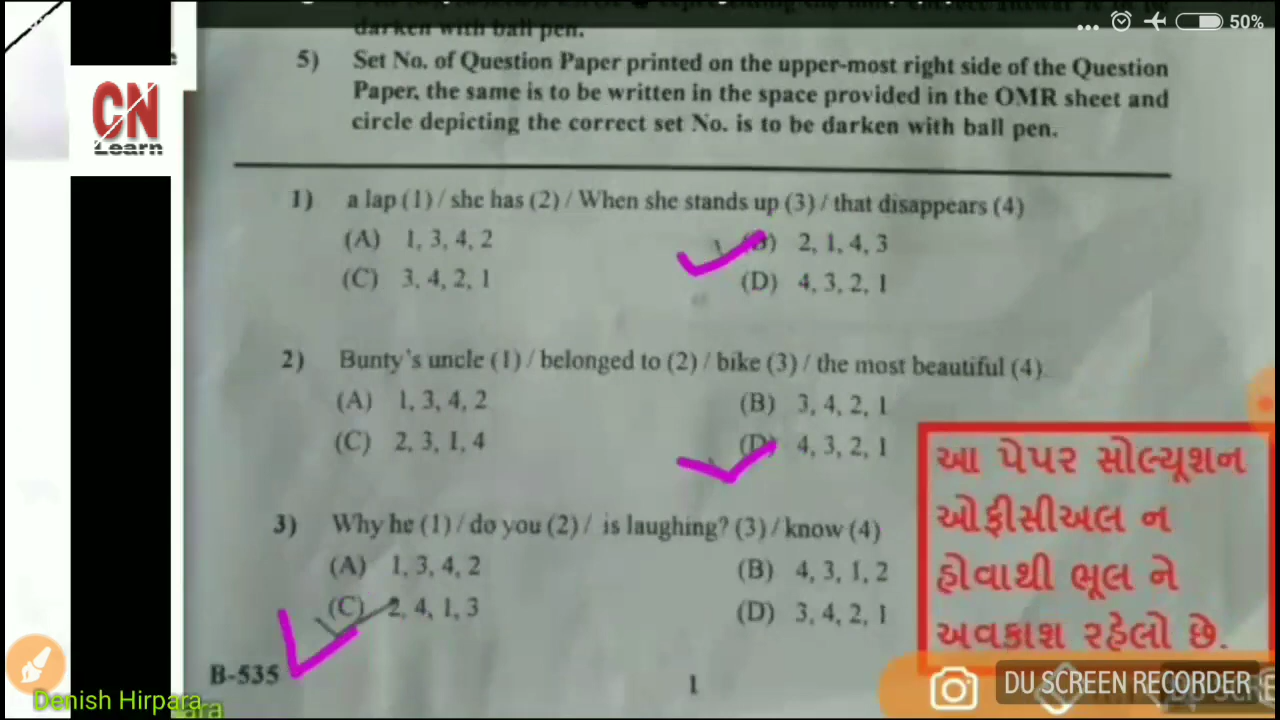 darken with ball pen.
50%
5) Set No. of Question Paper printed on the upper-most right side of the Question
Paper, the same is to be written in the space provided in the OMR sheet and
circle depicting the correct set No. is to be darken with ball pen.
CN
Learn
1) a lap (1) / she has (2) / When she stands up (3) / that disappears (4)
(A) 1, 3, 4, 2 (B) 2, 1, 4, 3
(C) 3, 4, 2, 1 (D) 4, 3, 2, 1
2) Bunty's uncle (1) / belonged to (2) / bike (3) / the most beautiful (4)
(A) 1, 3, 4, 2 (B) 3, 4, 2, 1
(C) 2, 3, 1, 4 (D) 4, 3, 2, 1
3) Why he (1) / do you (2) / is laughing? (3) / know (4)
(A) 1, 3, 4, 2 (B) 4, 3, 1, 2
(C) 2, 4, 1, 3 (D) 3, 4, 2, 1
આ પેપર સોલ્યૂશન
ઓફીસીઅલ ન
હોવાથી ભૂલ ને
અવકાશ રહેલો છે.
B-535 1
Denish Hirpara
DU SCREEN RECORDER